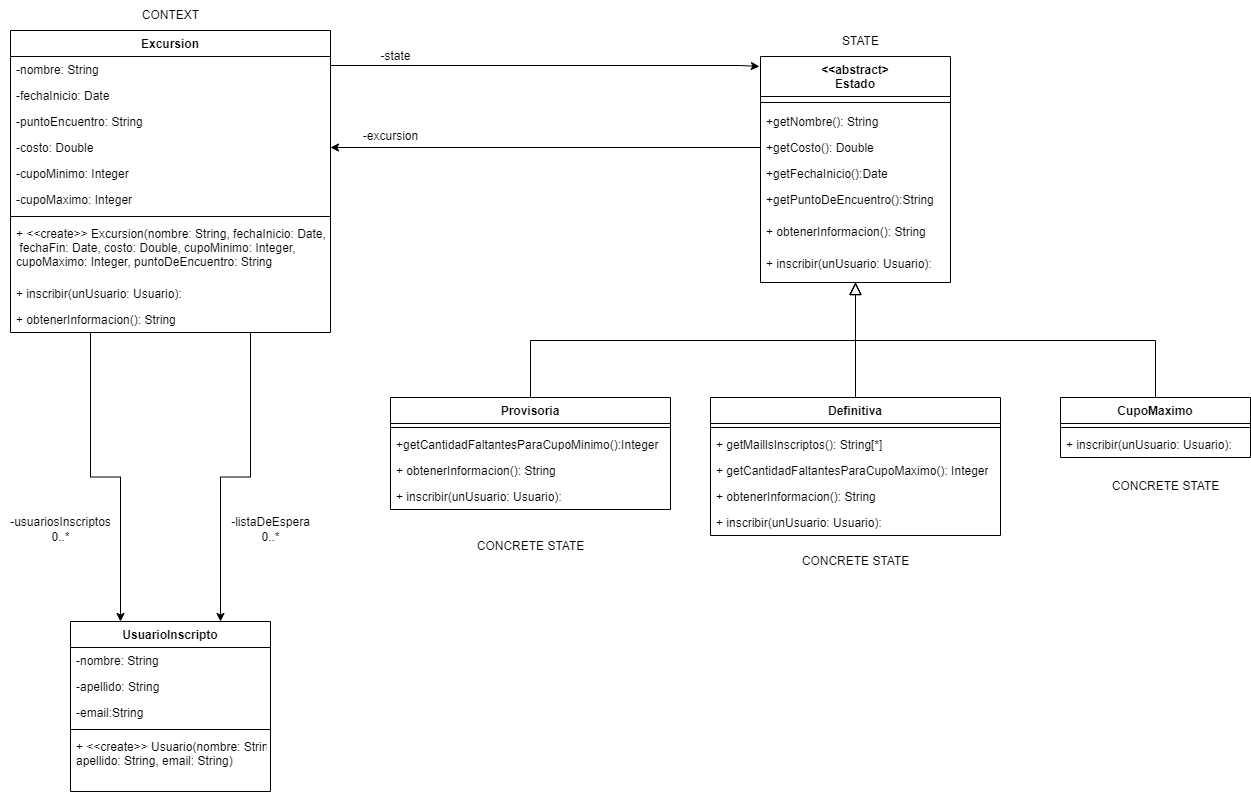 CONTEXT
Excursion
-nombre: String
-fechaInicio: Date
-puntoEncuentro: String
-costo: Double
-cupoMinimo: Integer
-cupoMaximo: Integer
+ <<create>> Excursion(nombre: String, fechaInicio: Date,
fechaFin: Date, costo: Double, cupoMinimo: Integer,
cupoMaximo: Integer, puntoDeEncuentro: String
+ inscribir(unUsuario: Usuario):
+ obtenerInformacion(): String
-state
-excursion
STATE
<<abstract>>
Estado
+getNombre(): String
+getCosto(): Double
+getFechaInicio():Date
+getPuntoDeEncuentro():String
+ obtenerInformacion(): String
+ inscribir(unUsuario: Usuario):
Provisoria
+getCantidadFaltantesParaCupoMinimo():Integer
+ obtenerInformacion(): String
+ inscribir(unUsuario: Usuario):
CONCRETE STATE
Definitiva
+ getMailsInscriptos(): String[*]
+ getCantidadFaltantesParaCupoMaximo(): Integer
+ obtenerInformacion(): String
+ inscribir(unUsuario: Usuario):
CONCRETE STATE
CupoMaximo
+ inscribir(unUsuario: Usuario):
CONCRETE STATE
-usuariosInscriptos
0..*
-listaDeEspera
0..*
UsuarioInscripto
-nombre: String
-apellido: String
-email:String
+ <<create>> Usuario(nombre: Strin
apellido: String, email: String)